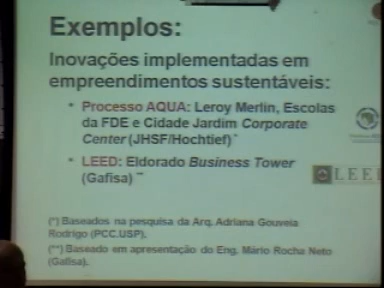 Exemplos:
Inovações implementadas em
empreendimentos sustentáveis:
• Processo AQUA: Leroy Merlin, Escolas
da FDE e Cidade Jardim Corporate
Center (JHSF/Hochtief) *
• LEED: Eldorado Business Tower
(Gafisa) **
LEED
(*) Baseados na pesquisa da Arq. Adriana Gouveia
Rodrigo (PCC.USP).
(**) Baseado em apresentação do Eng. Mário Rocha Neto
(Gafisa).